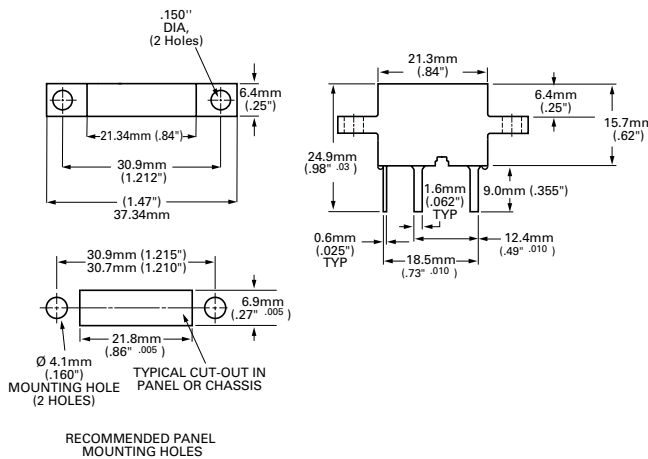 .150"
DIA,
(2 Holes)
6.4mm
(.25")
21.34mm (.84")
30.9mm
(1.212")
(1.47")
37.34mm
21.3mm
(.84")
6.4mm
(.25")
15.7mm
(.62")
24.9mm
(.98" .03)
1.6mm
(.062")
TYP
9.0mm (.355")
0.6mm
(.025")
TYP
12.4mm
(.49" .010)
18.5mm
(.73" .010)
30.9mm (1.215")
30.7mm (1.210")
6.9mm
(.27" .005)
21.8mm
(.86" .005)
Ø 4.1mm
(.160")
MOUNTING HOLE
(2 HOLES)
TYPICAL CUT-OUT IN
PANEL OR CHASSIS
RECOMMENDED PANEL
MOUNTING HOLES